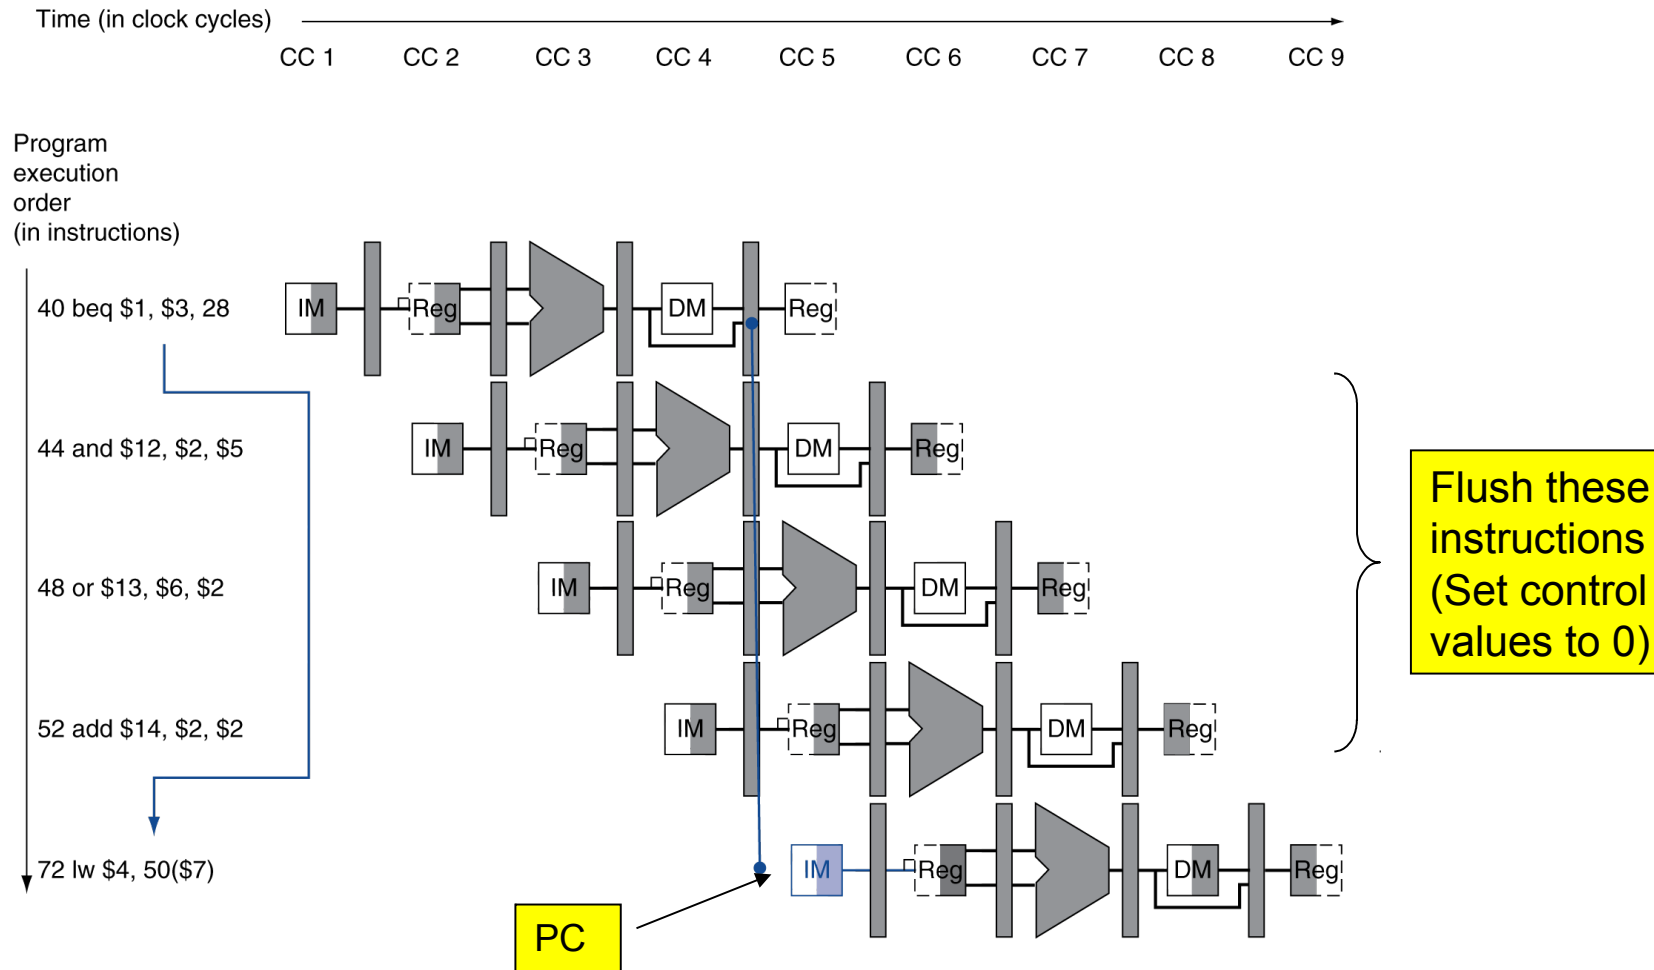 Time (in clock cycles)
CC 1 CC 2 CC 3 CC 4 CC 5 CC 6 CC 7 CC 8 CC 9
Program
execution
order
(in instructions)
40 beq $1, $3, 28
IM Reg DM Reg
44 and $12, $2, $5
IM Reg DM Reg
48 or $13, $6, $2
IM Reg DM Reg
52 add $14, $2, $2
IM Reg DM Reg
72 lw $4, 50($7)
IM Reg DM Reg
Flush these
instructions
(Set control
values to 0)
PC